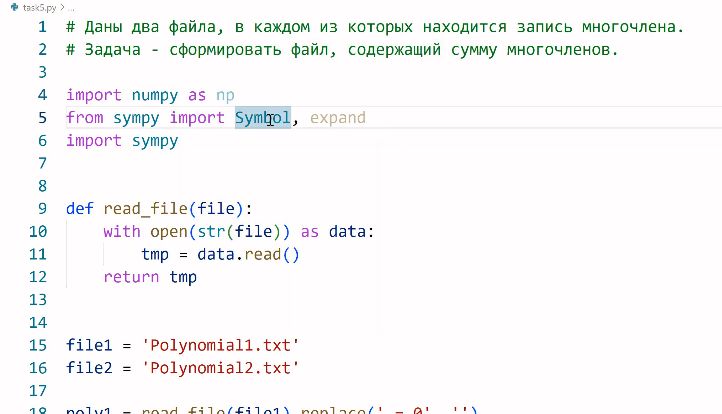 task5.py > ...
1 # Даны два файла, в каждом из которых находится запись многочлена.
2 # Задача - сформировать файл, содержащий сумму многочленов.
3
4 import numpy as np
5 from sympy import Symbol, expand
6 import sympy
7
8
9 def read_file(file):
10 with open(str(file)) as data:
11 tmp = data.read()
12 return tmp
13
14
15 file1 = 'Polynomial1.txt'
16 file2 = 'Polynomial2.txt'
17
18 poly1 = read_file(file1).replace(' = 0', '')